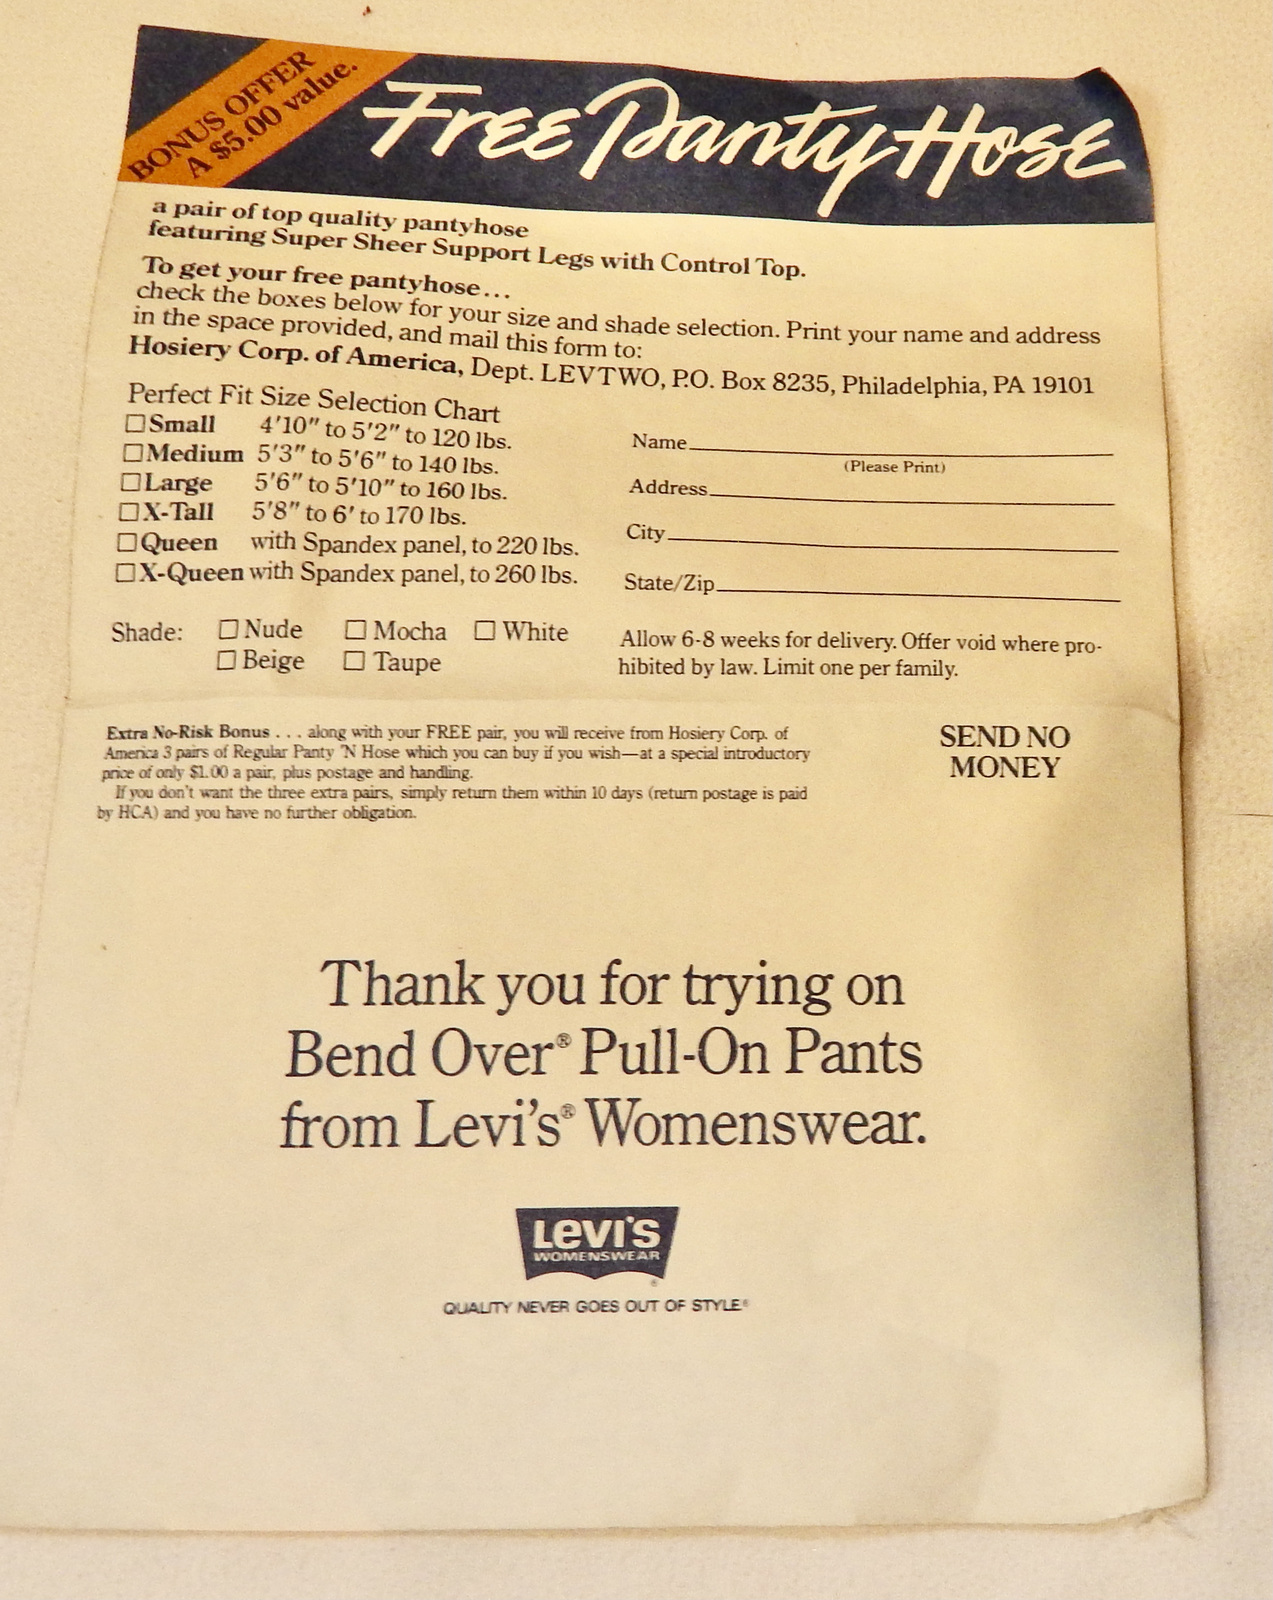 BONUS OFFER
A $5.00 value.
Free Panty Hose
a pair of top quality pantyhose
featuring Super Sheer Support Legs with Control Top.
To get your free pantyhose...
check the boxes below for your size and shade selection. Print your name and address
in the space provided, and mail this form to:
Hosiery Corp. of America, Dept. LEVTWO, P.O. Box 8235, Philadelphia, PA 19101
Perfect Fit Size Selection Chart
☐ Small 4'10" to 5'2" to 120 lbs.
☐ Medium 5'3" to 5'6" to 140 lbs.
☐ Large 5'6" to 5'10" to 160 lbs.
☐ X-Tall 5'8" to 6' to 170 lbs.
☐ Queen with Spandex panel, to 220 lbs.
☐ X-Queen with Spandex panel, to 260 lbs.
Name
(Please Print)
Address
City
State/Zip
Shade: ☐ Nude ☐ Mocha ☐ White
☐ Beige ☐ Taupe
Allow 6-8 weeks for delivery. Offer void where pro-
hibited by law. Limit one per family.
Extra No-Risk Bonus . . . along with your FREE pair, you will receive from Hosiery Corp. of
America 3 pairs of Regular Panty 'N Hose which you can buy if you wish—at a special introductory
price of only $1.00 a pair, plus postage and handling.
If you don't want the three extra pairs, simply return them within 10 days (return postage is paid
by HCA) and you have no further obligation.
SEND NO
MONEY
Thank you for trying on
Bend Over® Pull-On Pants
from Levi's® Womenswear.
LEVI'S
WOMENSWEAR
®
QUALITY NEVER GOES OUT OF STYLE®